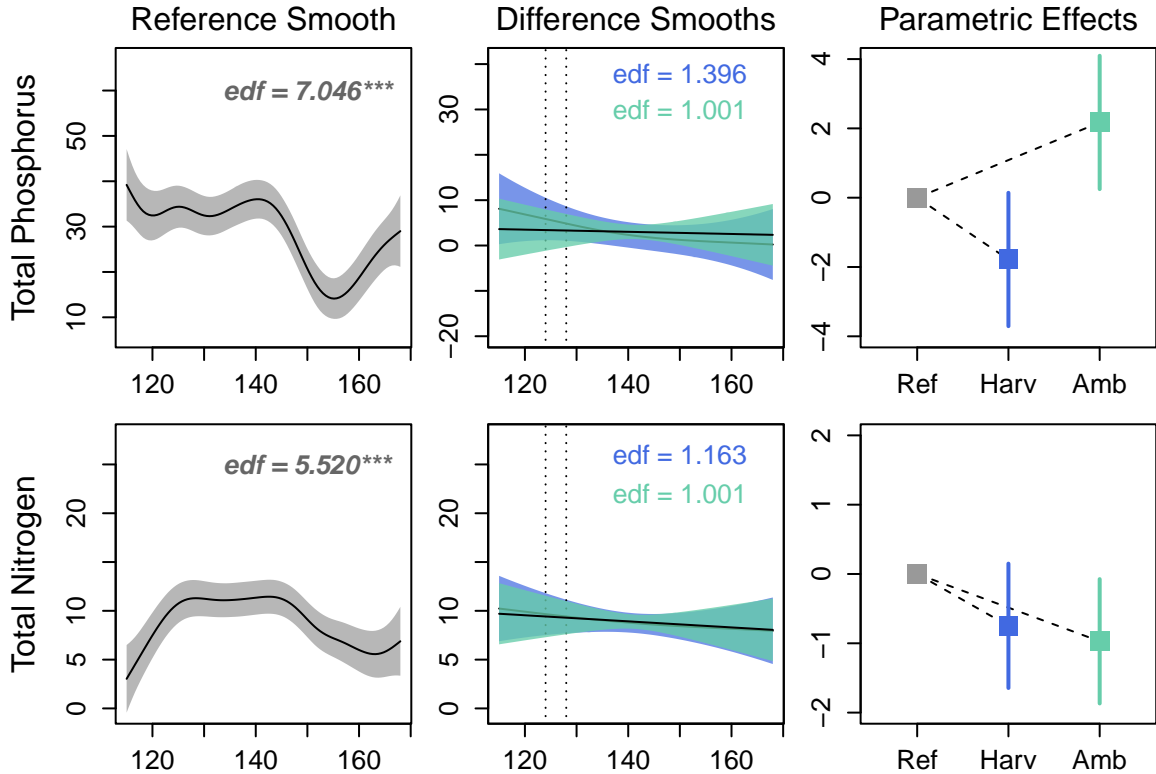 Reference Smooth
Difference Smooths
Parametric Effects
Total Phosphorus
10
30
50
edf = 7.046***
120
140
160
−20
0
10
30
edf = 1.396
edf = 1.001
120
140
160
−4
−2
0
2
4
Ref
Harv
Amb
Total Nitrogen
0
5
10
20
edf = 5.520***
120
140
160
0
5
10
20
edf = 1.163
edf = 1.001
120
140
160
−2
−1
0
1
2
Ref
Harv
Amb